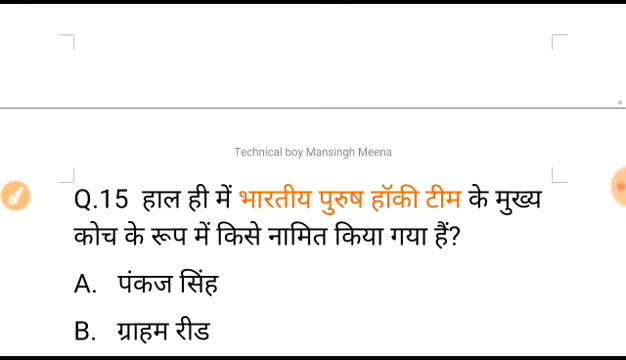 Technical boy Mansingh Meena
Q.15 हाल ही में भारतीय पुरुष हॉकी टीम के मुख्य
कोच के रूप में किसे नामित किया गया हैं?
A. पंकज सिंह
B. ग्राहम रीड